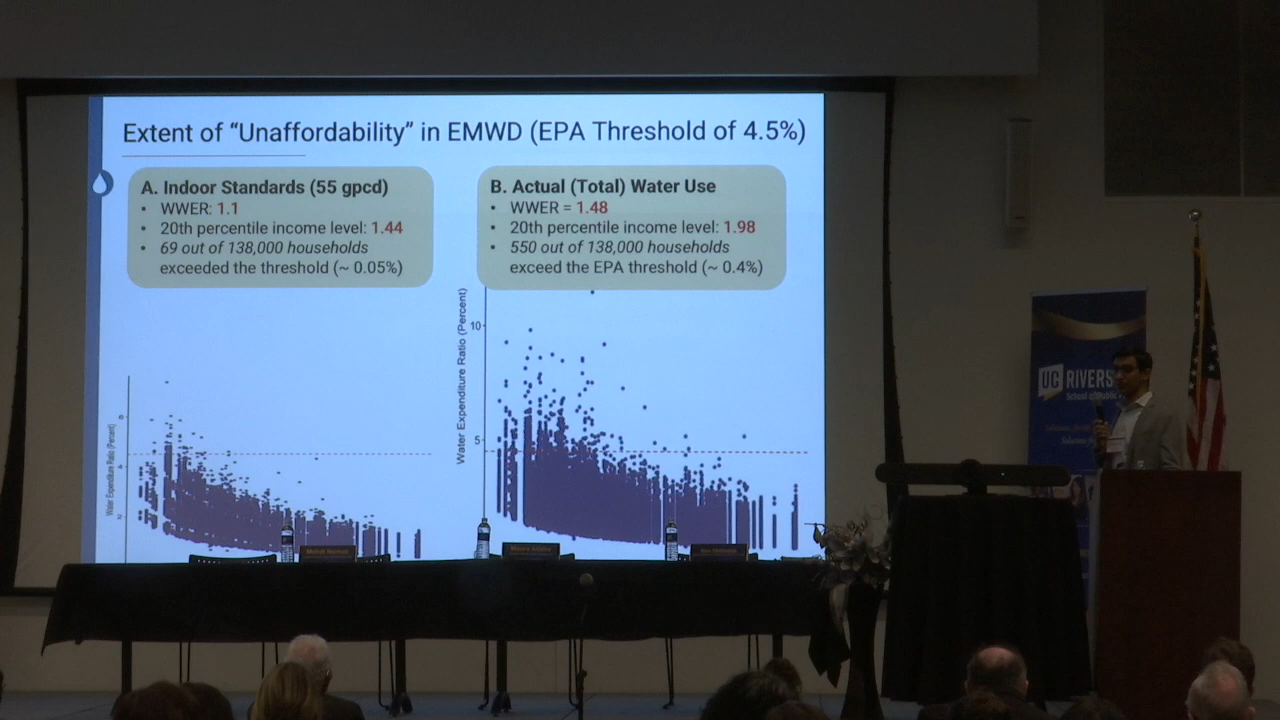 Extent of “Unaffordability” in EMWD (EPA Threshold of 4.5%)
A. Indoor Standards (55 gpcd)
• WWER: 1.1
• 20th percentile income level: 1.44
• 69 out of 138,000 households
exceeded the threshold (~ 0.05%)
B. Actual (Total) Water Use
• WWER = 1.48
• 20th percentile income level: 1.98
• 550 out of 138,000 households
exceed the EPA threshold (~ 0.4%)
Water Expenditure Ratio (Percent)
4
2
Water Expenditure Ratio (Percent)
10
5
UC RIVERS
School of Public